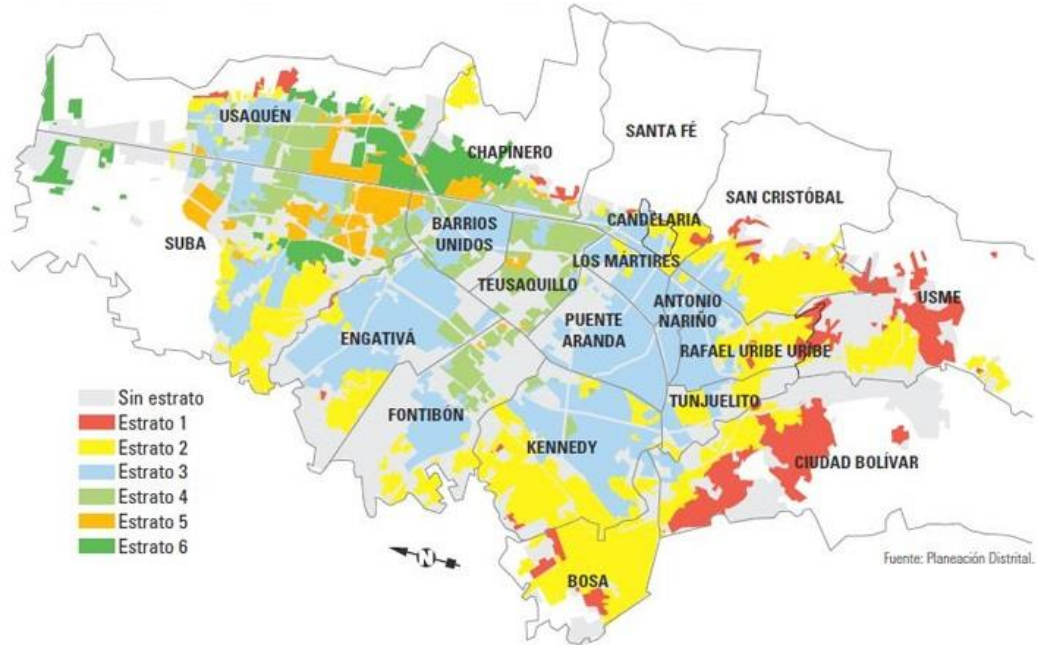 USAQUÉN
CHAPINERO
SANTA FÉ
SAN CRISTÓBAL
SUBA
BARRIOS
UNIDOS
CANDELARIA
LOS MÁRTIRES
TEUSAQUILLO
ANTONIO
NARIÑO
USME
ENGATIVÁ
PUENTE
ARANDA
RAFAEL URIBE URIBE
TUNJUELITO
FONTIBÓN
KENNEDY
CIUDAD BOLÍVAR
BOSA
Sin estrato
Estrato 1
Estrato 2
Estrato 3
Estrato 4
Estrato 5
Estrato 6
N
Fuente: Planeación Distrital.